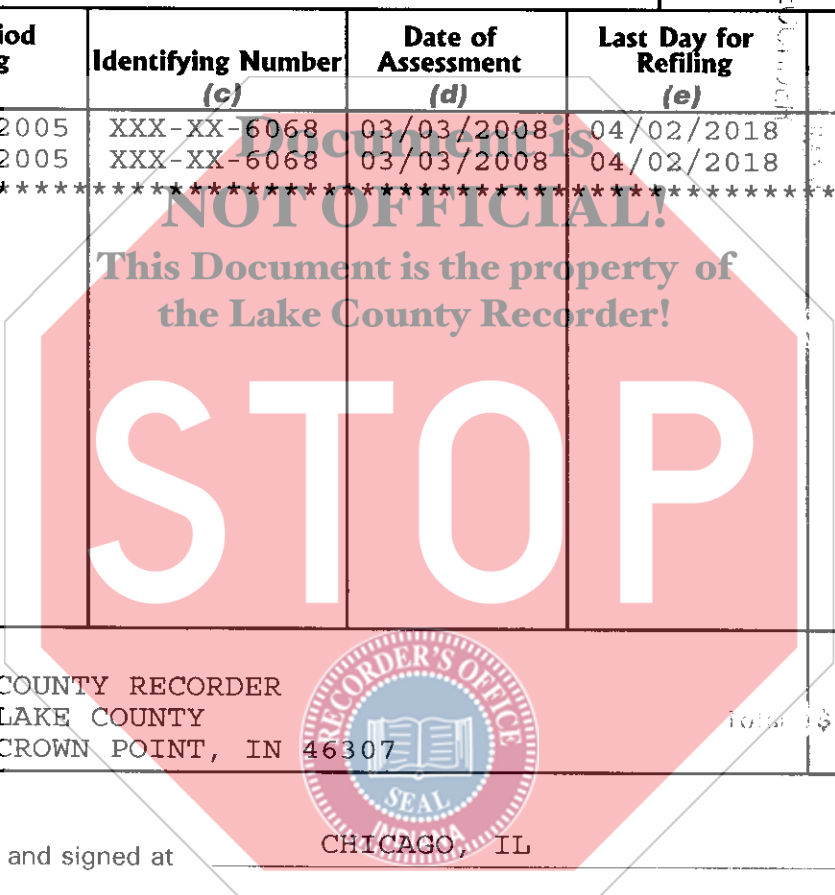 iod
g
Identifying Number
(c)
Date of
Assessment
(d)
Last Day for
Refiling
(e)
2005 XXX-XX-6068 03/03/2008 04/02/2018
2005 XXX-XX-6068 03/03/2008 04/02/2018
Document is
NOT OFFICIAL!
This Document is the property of
the Lake County Recorder!
STOP
COUNTY RECORDER
LAKE COUNTY
CROWN POINT, IN 46307
Total $
RECORDER'S OFFICE
SEAL
INDIANA
and signed at CHICAGO, IL